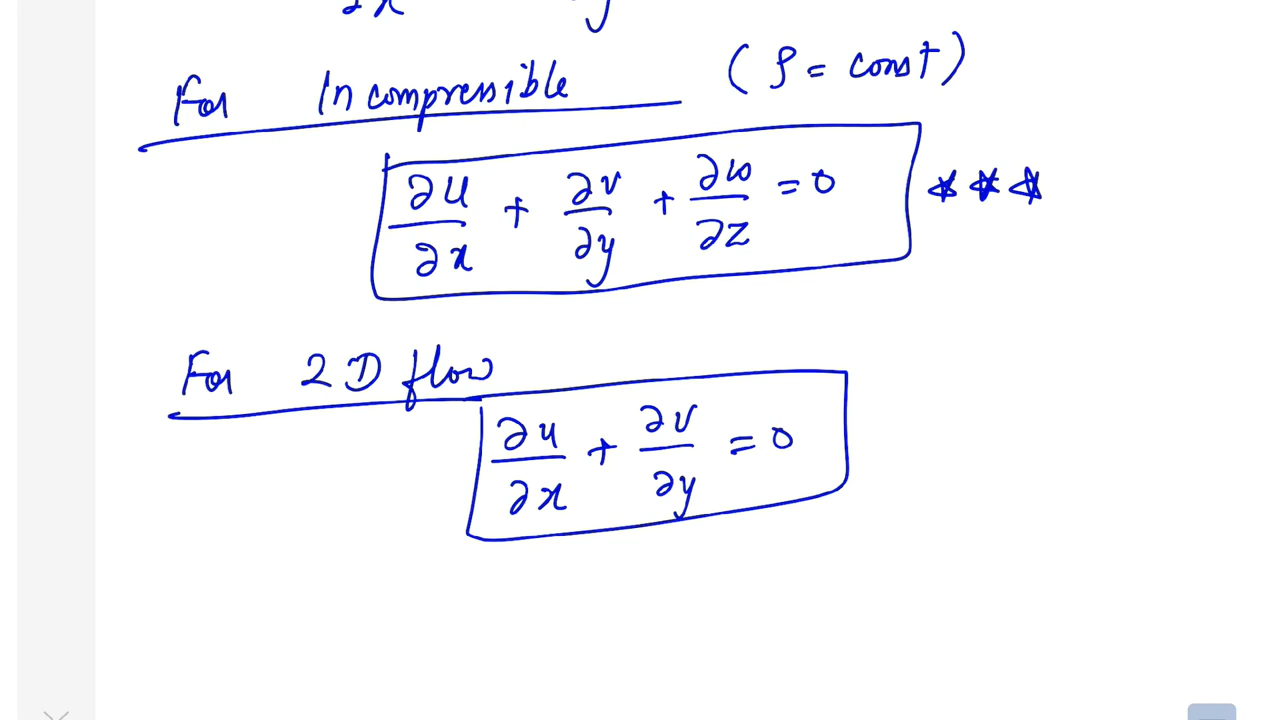 ∂x y
For Incompressible (ρ = const)
∂u/∂x + ∂v/∂y + ∂w/∂z = 0 ***
For 2D flow
∂u/∂x + ∂v/∂y = 0